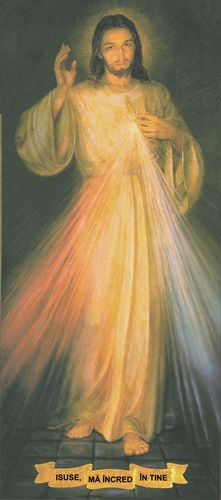 ISUSE, MĂ ÎNCRED ÎN TINE